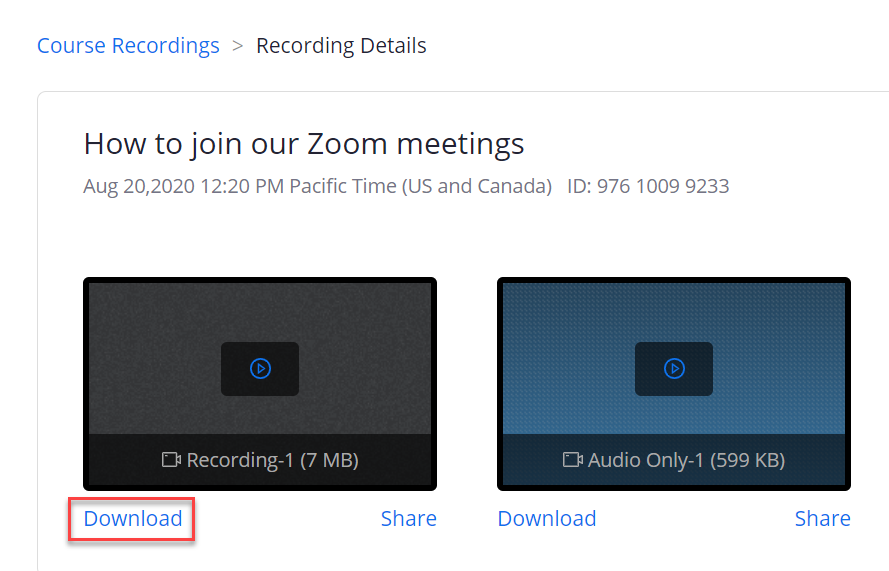 Course Recordings > Recording Details
How to join our Zoom meetings
Aug 20,2020 12:20 PM Pacific Time (US and Canada) ID: 976 1009 9233
Recording-1 (7 MB)
Audio Only-1 (599 KB)
Download Share Download Share